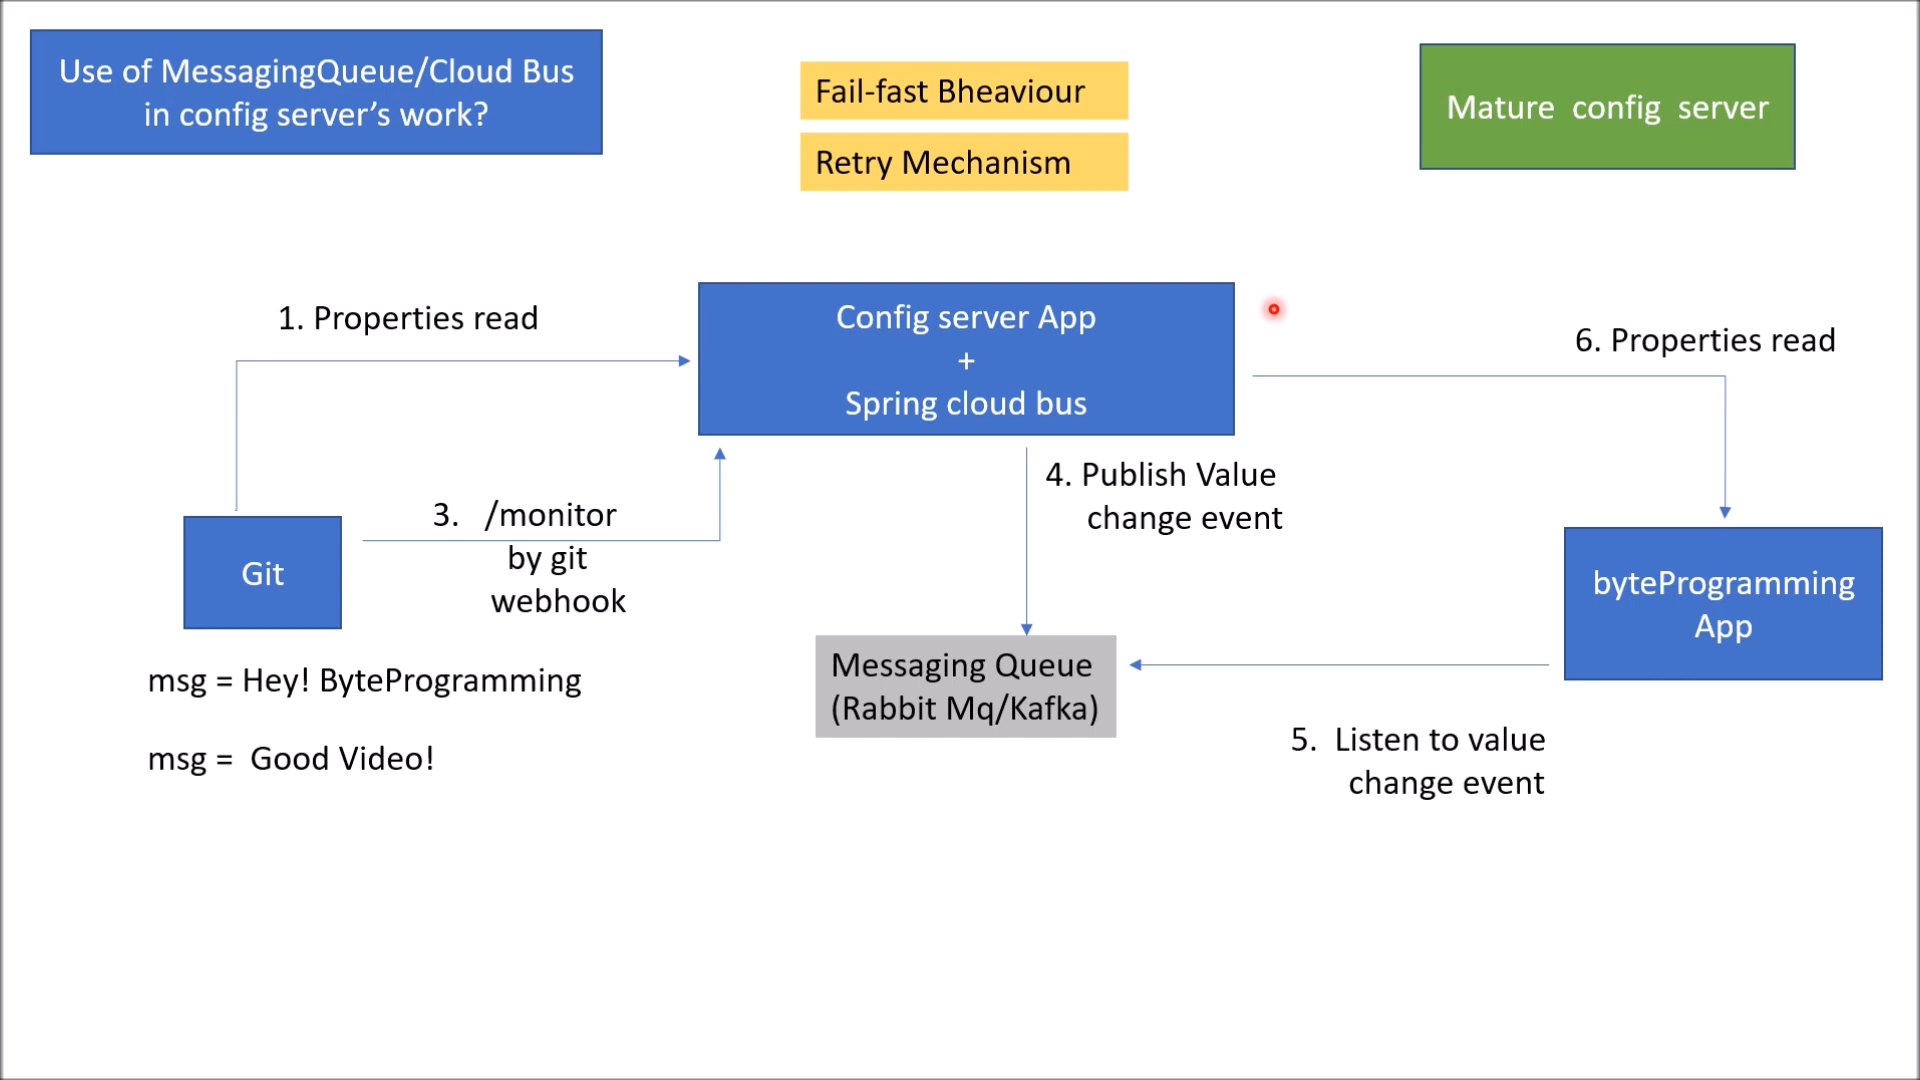 Use of MessagingQueue/Cloud Bus
in config server’s work?
Fail-fast Bheaviour
Retry Mechanism
Mature config server
1. Properties read
Config server App
+
Spring cloud bus
6. Properties read
3. /monitor
by git
webhook
4. Publish Value
change event
Git
byteProgramming
App
Messaging Queue
(Rabbit Mq/Kafka)
msg = Hey! ByteProgramming
msg = Good Video!
5. Listen to value
change event